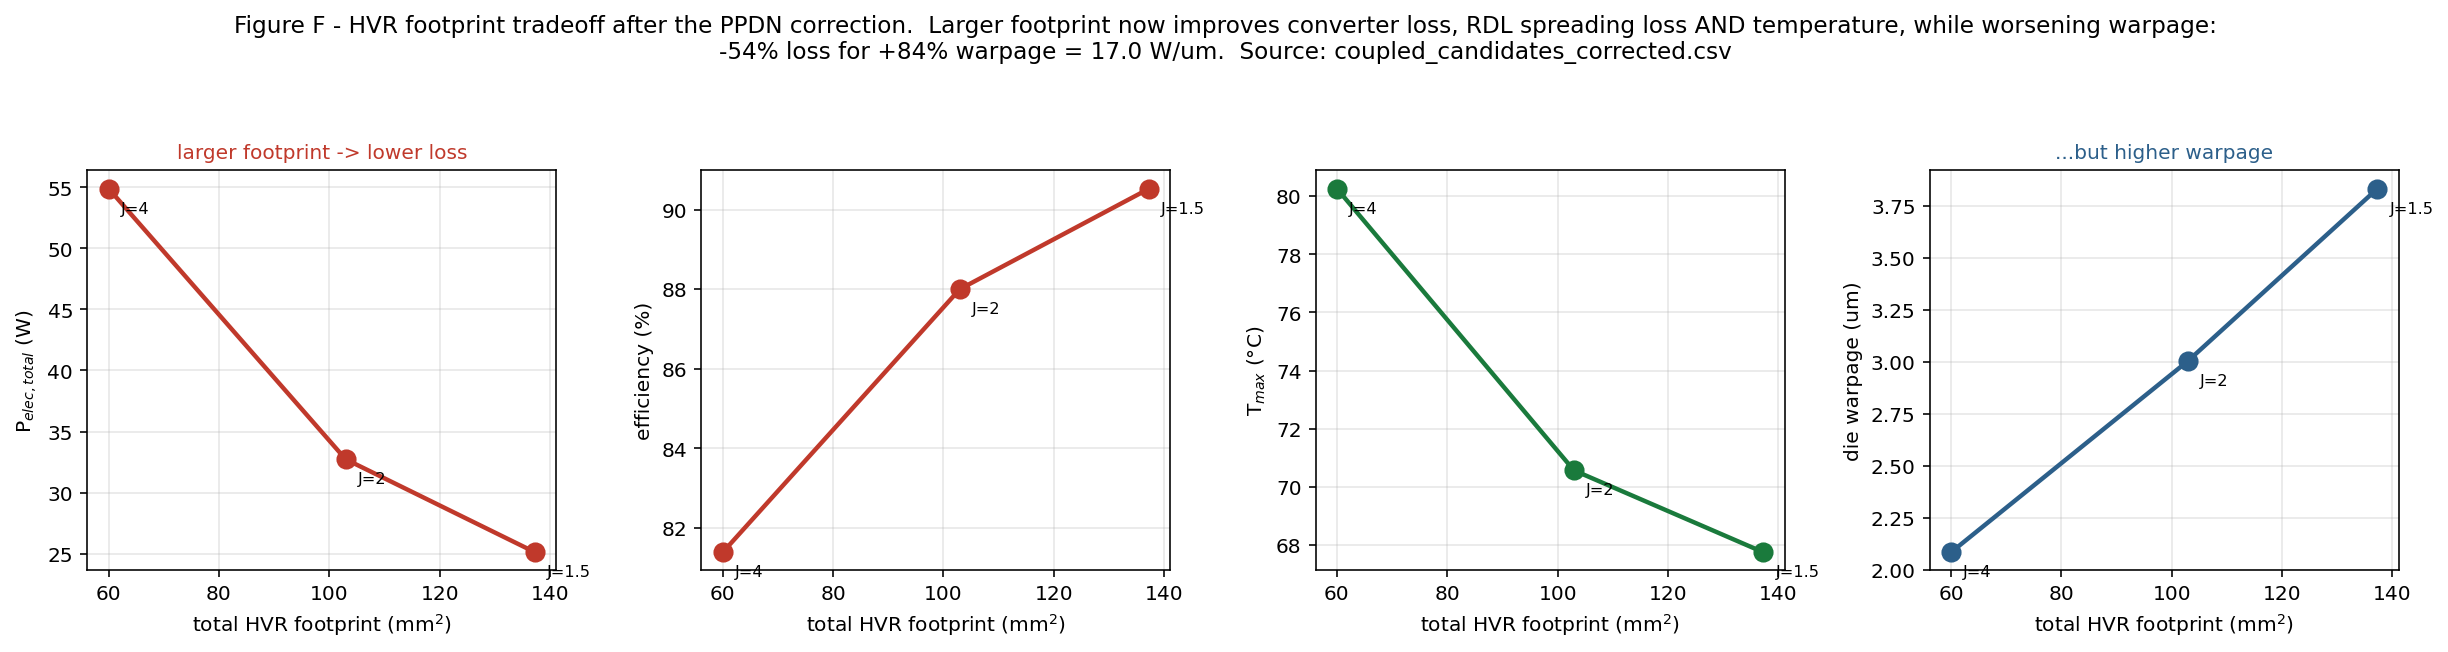 Figure F - HVR footprint tradeoff after the PPDN correction.  Larger footprint now improves converter loss, RDL spreading loss AND temperature, while worsening warpage:
-54% loss for +84% warpage = 17.0 W/um.  Source: coupled_candidates_corrected.csv
larger footprint -> lower loss
P_elec,total (W)
55
50
45
40
35
30
25
J=4
J=2
J=1.5
60 80 100 120 140
total HVR footprint (mm²)
efficiency (%)
90
88
86
84
82
J=4
J=2
J=1.5
60 80 100 120 140
total HVR footprint (mm²)
T_max (°C)
80
78
76
74
72
70
68
J=4
J=2
J=1.5
60 80 100 120 140
total HVR footprint (mm²)
...but higher warpage
die warpage (um)
3.75
3.50
3.25
3.00
2.75
2.50
2.25
2.00
J=4
J=2
J=1.5
60 80 100 120 140
total HVR footprint (mm²)